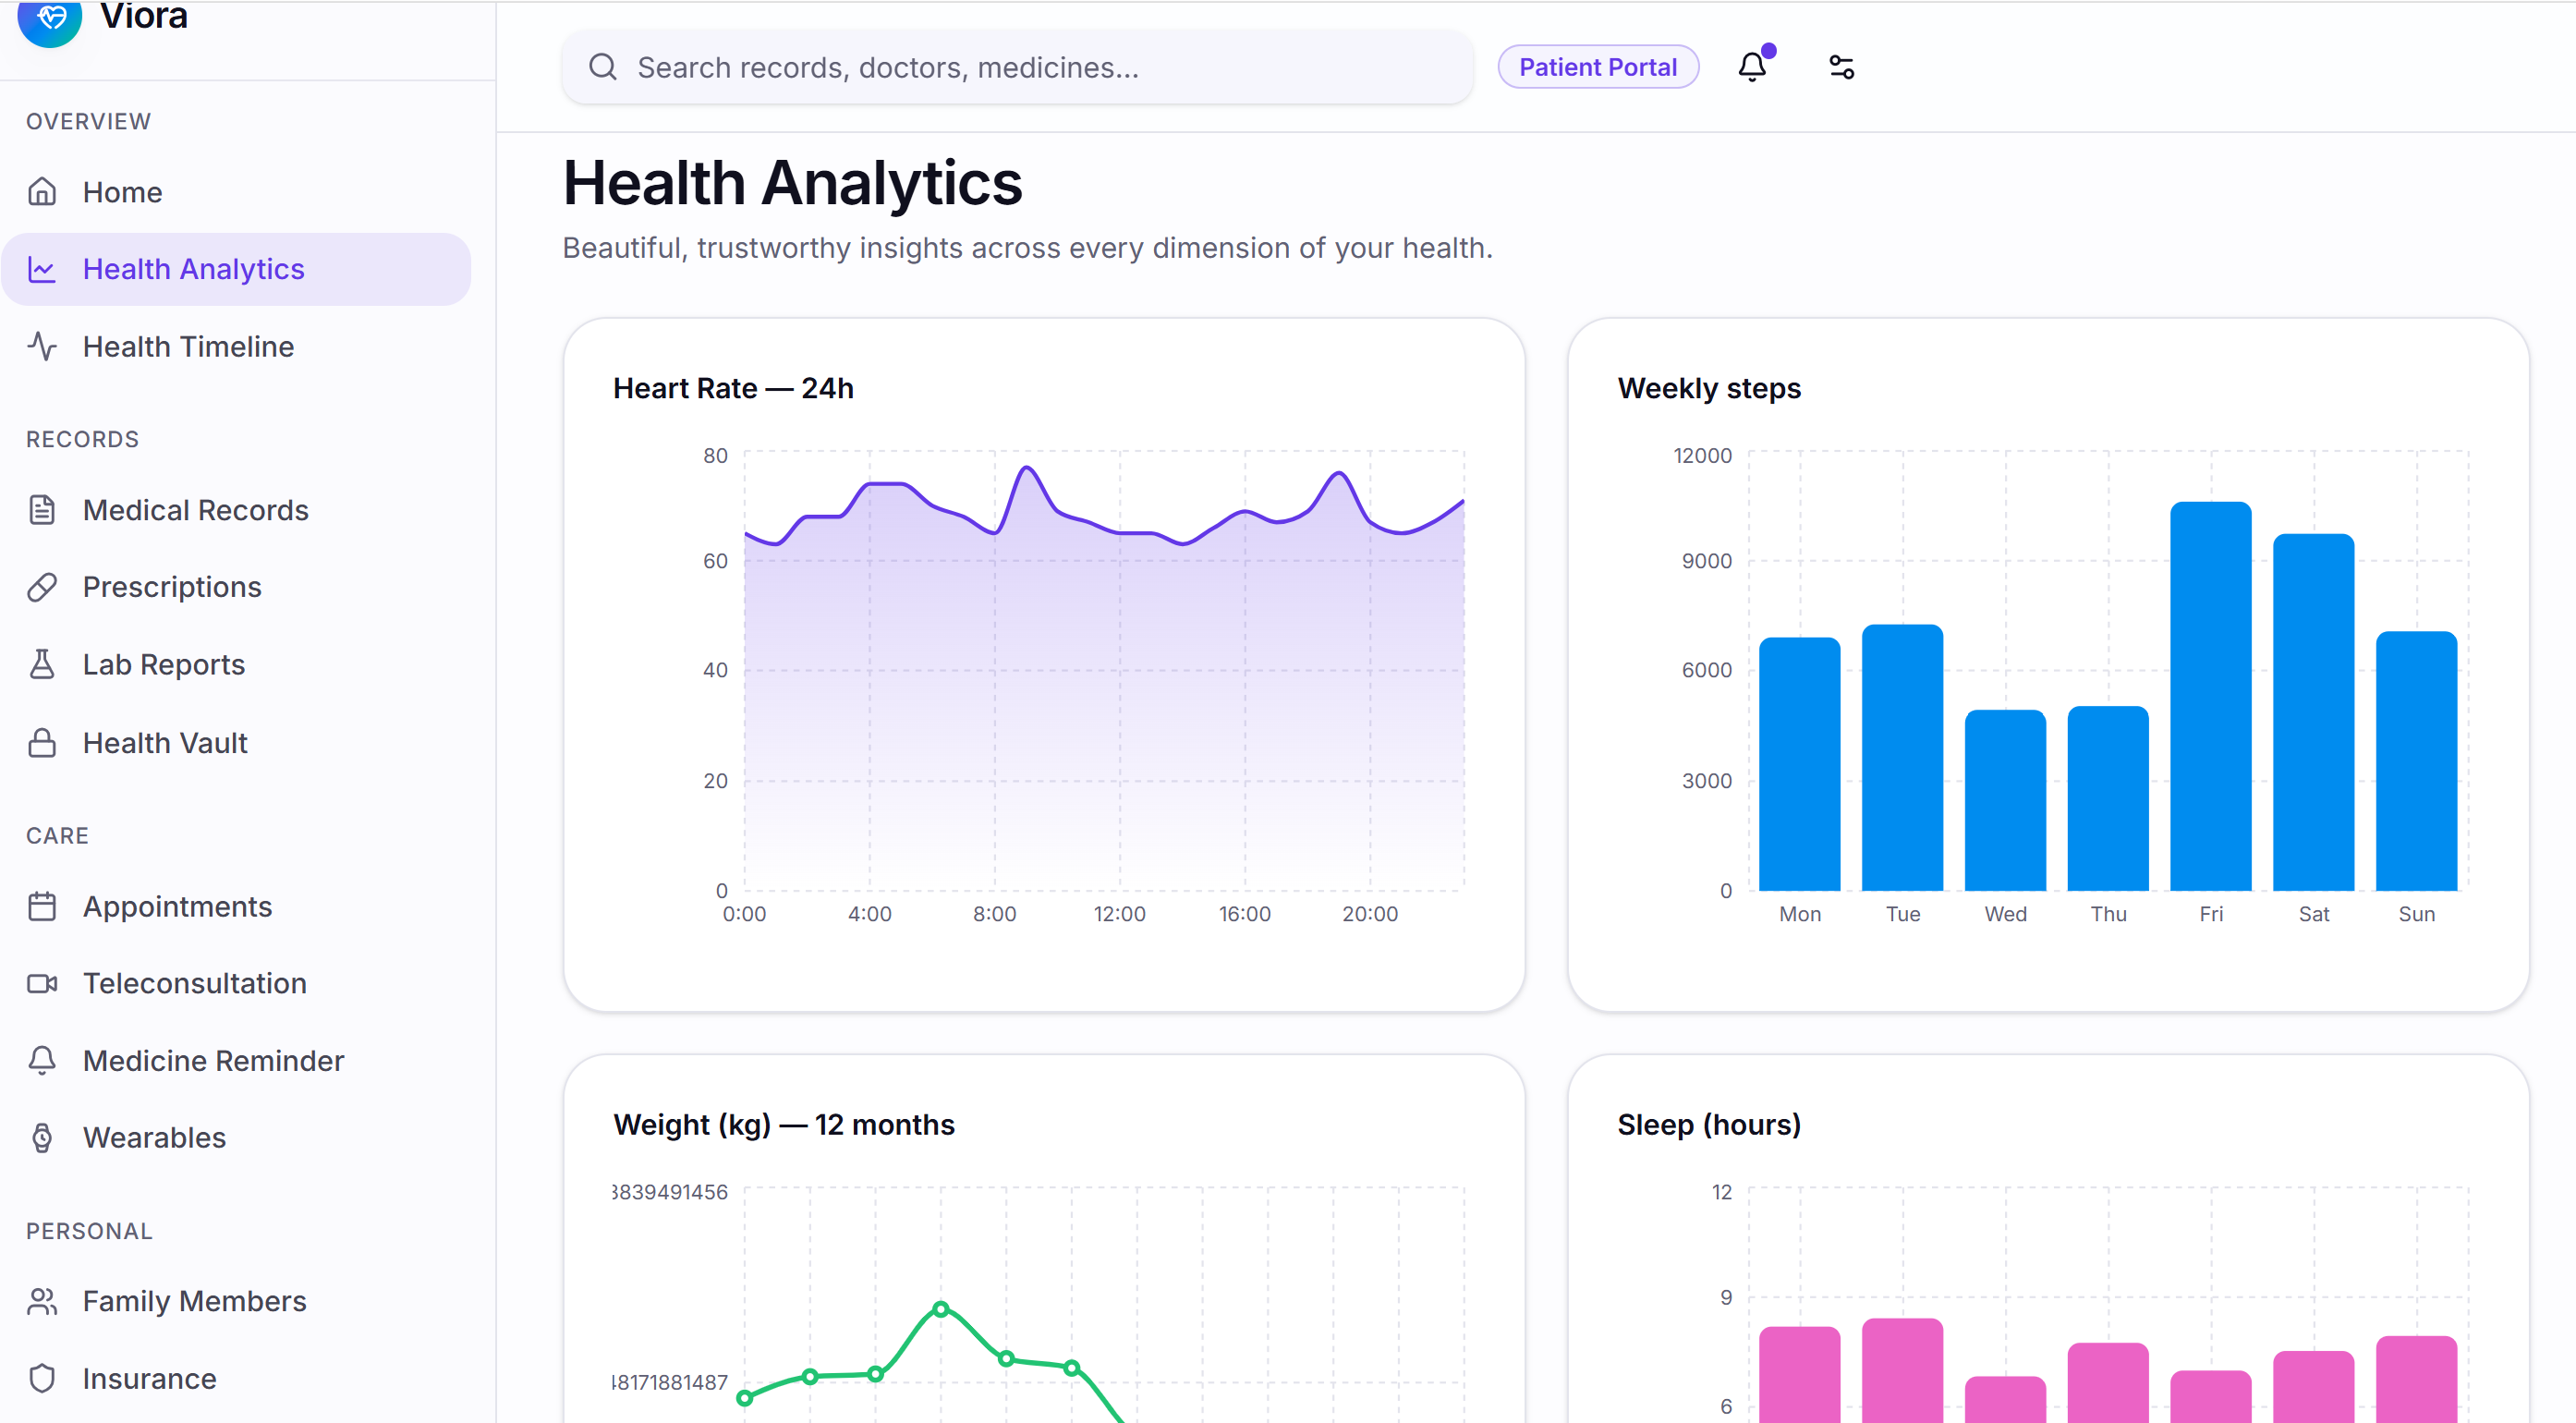 Viora
OVERVIEW
Home
Health Analytics
Health Timeline
RECORDS
Medical Records
Prescriptions
Lab Reports
Health Vault
CARE
Appointments
Teleconsultation
Medicine Reminder
Wearables
PERSONAL
Family Members
Insurance
Search records, doctors, medicines...
Patient Portal
Health Analytics
Beautiful, trustworthy insights across every dimension of your health.
Heart Rate — 24h
80
60
40
20
0
0:00 4:00 8:00 12:00 16:00 20:00
Weekly steps
12000
9000
6000
3000
0
Mon Tue Wed Thu Fri Sat Sun
Weight (kg) — 12 months
3839491456
48171881487
Sleep (hours)
12
9
6